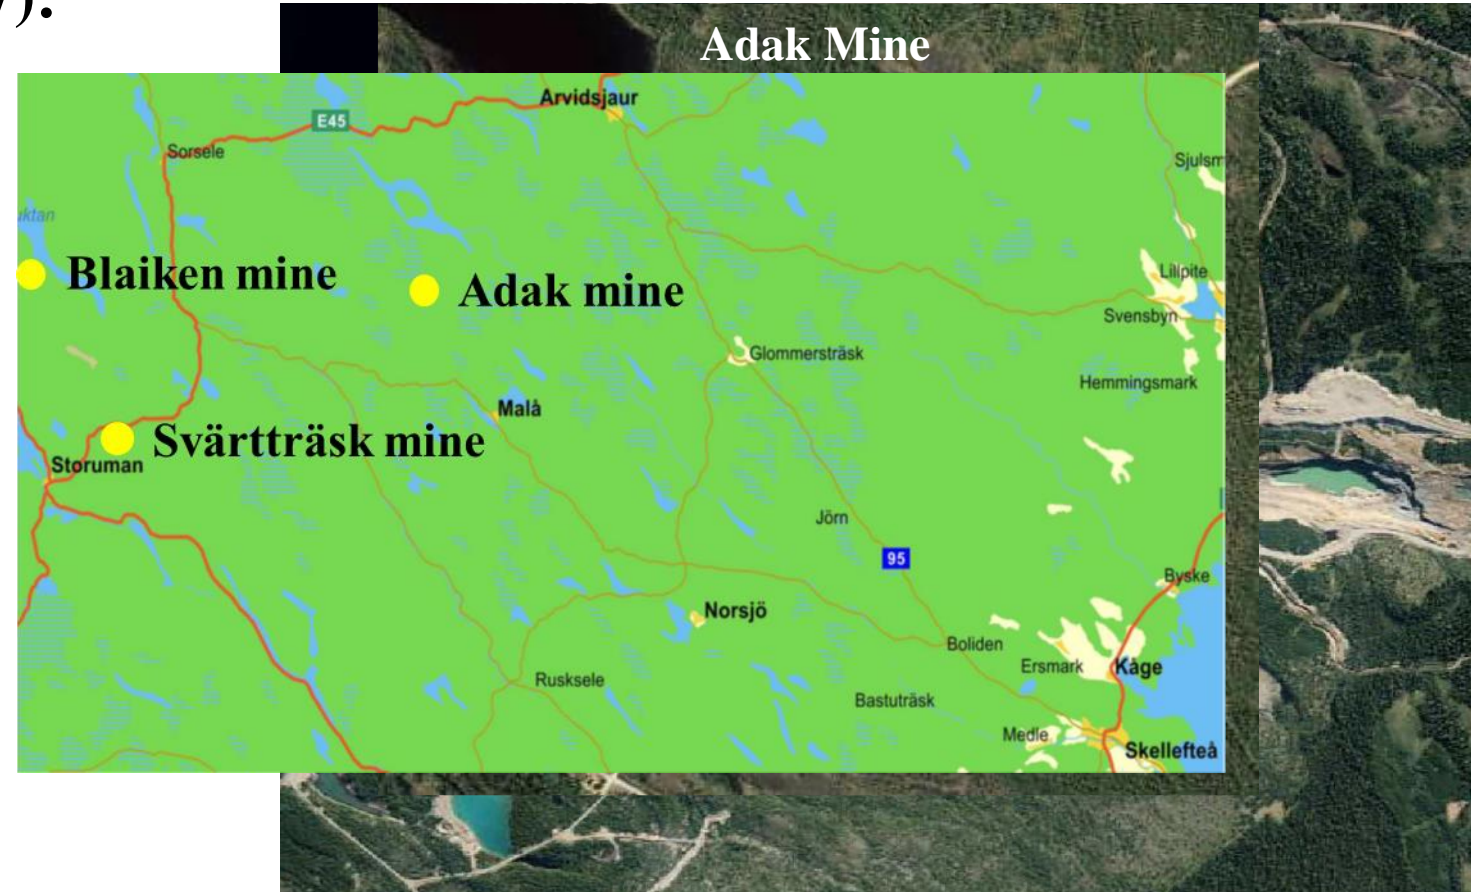 ).
Adak Mine
Arvidsjaur
E45
Sorsele
Sjulsm
uktan
Blaiken mine
Adak mine
Lillpite
Svensbyn
Glommersträsk
Hemmingsmark
Malå
Svärtträsk mine
Storuman
Jörn
95
Byske
Norsjö
Boliden
Ersmark
Kåge
Rusksele
Bastuträsk
Medle
Skellefteå